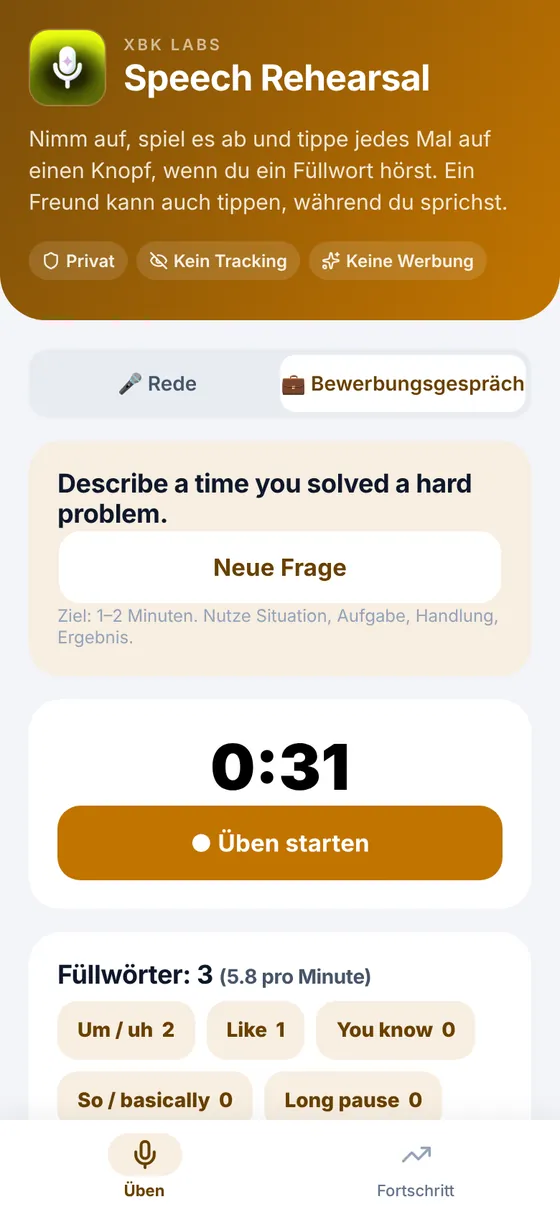 XBK LABS
Speech Rehearsal
Nimm auf, spiel es ab und tippe jedes Mal auf
einen Knopf, wenn du ein Füllwort hörst. Ein
Freund kann auch tippen, während du sprichst.
Privat
Kein Tracking
Keine Werbung
Rede
Bewerbungsgespräch
Describe a time you solved a hard
problem.
Neue Frage
Ziel: 1–2 Minuten. Nutze Situation, Aufgabe, Handlung,
Ergebnis.
0:31
Üben starten
Füllwörter: 3 (5.8 pro Minute)
Um / uh 2
Like 1
You know 0
So / basically 0
Long pause 0
Üben
Fortschritt